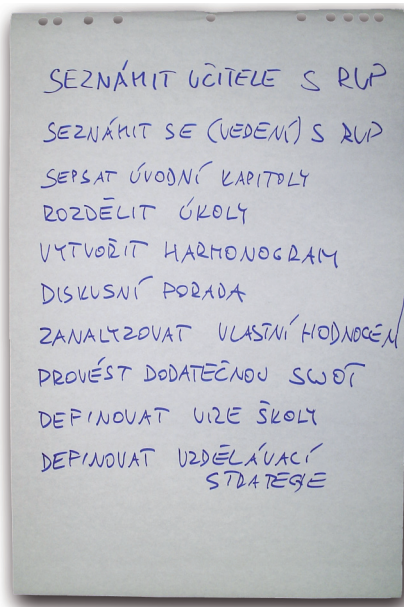 SEZNÁMIT UČITELE S RVP
SEZNÁMIT SE (VEDENÍ) S RVP
SEPSAT ÚVODNÍ KAPITOLY
ROZDĚLIT ÚKOLY
VYTVOŘIT HARMONOGRAM
DISKUSNÍ PORADA
ZANALYZOVAT VLASTNÍ HODNOCENÍ
PROVÉST DODATEČNOU SWOT
DEFINOVAT VIZE ŠKOLY
DEFINOVAT VZDĚLÁVACÍ
STRATEGIE